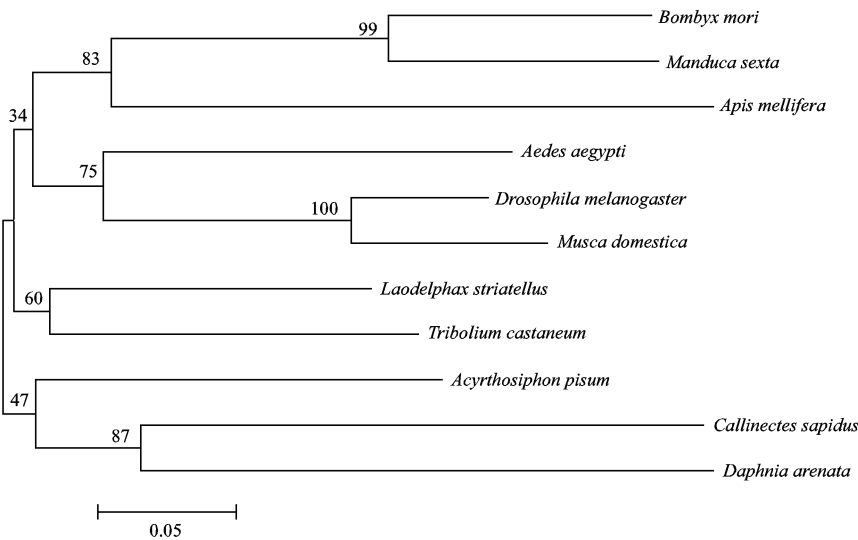 99
Bombyx mori
83
Manduca sexta
Apis mellifera
34
Aedes aegypti
75
Drosophila melanogaster
100
Musca domestica
Laodelphax striatellus
60
Tribolium castaneum
Acyrthosiphon pisum
47
Callinectes sapidus
87
Daphnia arenata
0.05